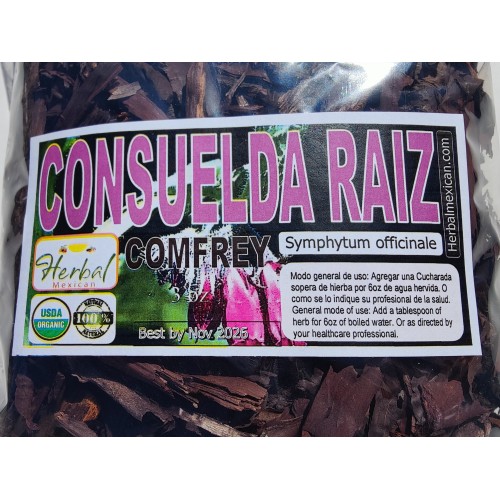 CONSUELDA RAIZ
Herbalmexican.com
COMFREY
Symphytum officinale
Herbal
Mexican
3 oz
USDA
ORGANIC
100%
NATURAL
Best by Nov 2026
Modo general de uso: Agregar una Cucharada
sopera de hierba por 6oz de agua hervida. O
como se lo indique su profesional de la salud.
General mode of use: Add a tablespoon of
herb for 6oz of boiled water. Or as directed by
your healthcare professional.